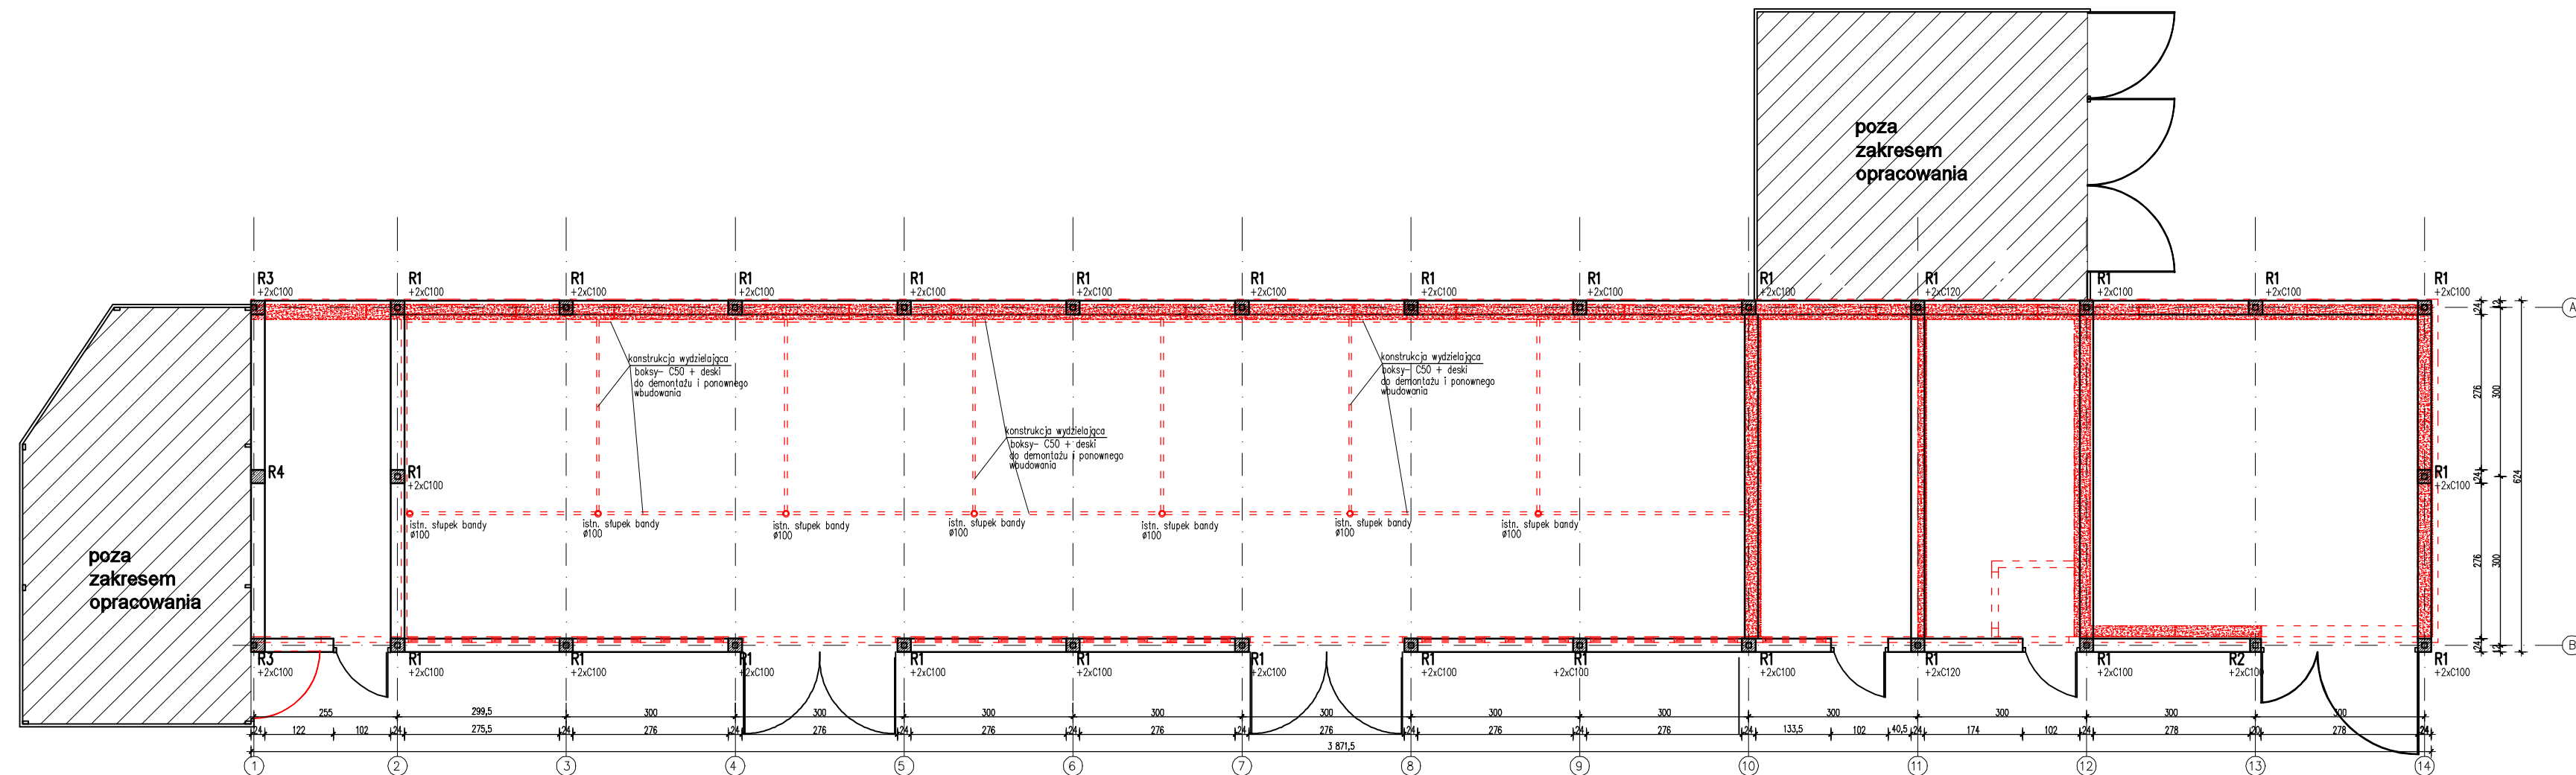 poza
zakresem
opracowania
R3
+2xC100
R1
+2xC100
R1
+2xC100
R1
+2xC100
R1
+2xC100
R1
+2xC100
R1
+2xC100
R1
+2xC100
R1
+2xC100
R1
+2xC100
R1
+2xC120
R1
+2xC100
R1
+2xC100
R1
+2xC100
A
24
12
konstrukcja wydzielająca
boksy- C50 + deski
do demontażu i ponownego
wbudowania
konstrukcja wydzielająca
boksy- C50 + deski
do demontażu i ponownego
wbudowania
276
300
konstrukcja wydzielająca
boksy- C50 + deski
do demontażu i ponownego
wbudowania
R4
R1
+2xC100
R1
+2xC100
24
624
istn. słupek bandy
ø100
istn. słupek bandy
ø100
istn. słupek bandy
ø100
istn. słupek bandy
ø100
istn. słupek bandy
ø100
istn. słupek bandy
ø100
istn. słupek bandy
ø100
276
300
poza
zakresem
opracowania
24
12
B
R3
+2xC100
R1
+2xC100
R1
+2xC100
R1
+2xC100
R1
+2xC100
R1
+2xC100
R1
+2xC100
R1
+2xC100
R1
+2xC100
R1
+2xC100
R1
+2xC120
R1
+2xC100
R2
+2xC100
R1
+2xC100
255 299,5 300 300 300 300 300 300 300 300 300 300 300
24 122 102 24 275,5 24 276 24 276 24 276 24 276 24 276 24 276 24 276 24 133,5 102 40,5 24 174 102 24 278 20 278 24
3 871,5
1 2 3 4 5 6 7 8 9 10 11 12 13 14